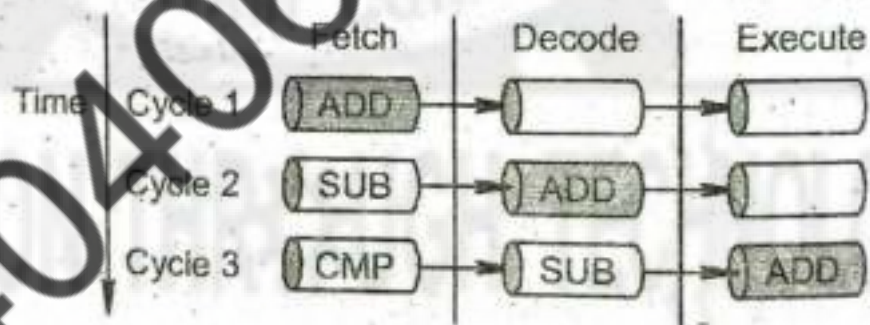 Fetch Decode Execute
Time Cycle 1 ADD
Cycle 2 SUB ADD
Cycle 3 CMP SUB ADD